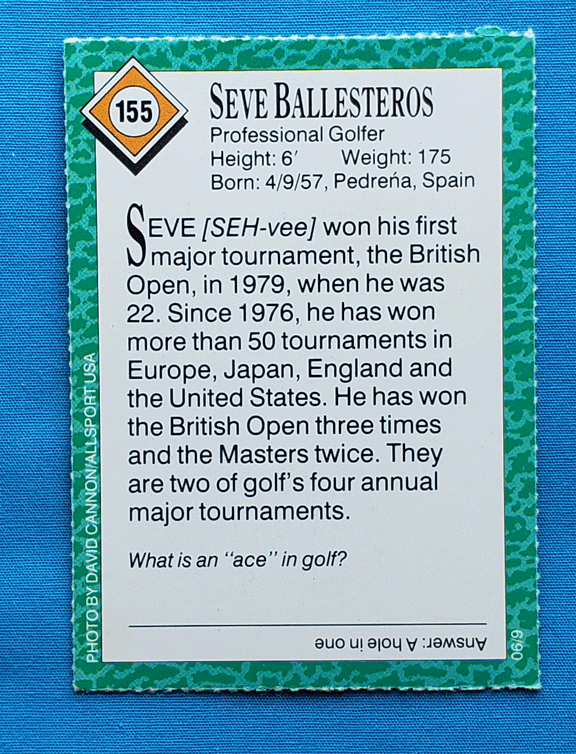 155
SEVE BALLESTEROS
Professional Golfer
Height: 6′ Weight: 175
Born: 4/9/57, Pedreńa, Spain
SEVE [SEH-vee] won his first
major tournament, the British
Open, in 1979, when he was
22. Since 1976, he has won
more than 50 tournaments in
Europe, Japan, England and
the United States. He has won
the British Open three times
and the Masters twice. They
are two of golf's four annual
major tournaments.
What is an "ace" in golf?
Answer: A hole in one
PHOTO BY DAVID CANNON/ALLSPORT USA
06/9